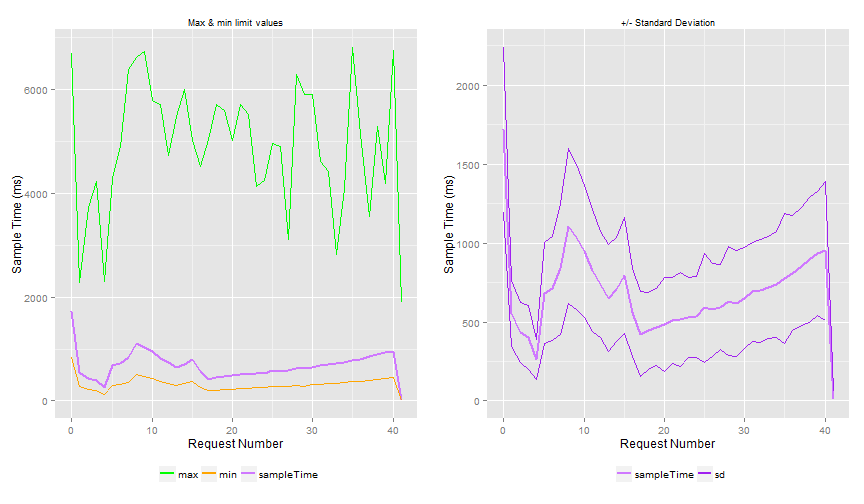 Max & min limit values
+/- Standard Deviation
Sample Time (ms)
6000
4000
2000
0
0 10 20 30 40
Request Number
max min sampleTime
Sample Time (ms)
2000
1500
1000
500
0
0 10 20 30 40
Request Number
sampleTime sd